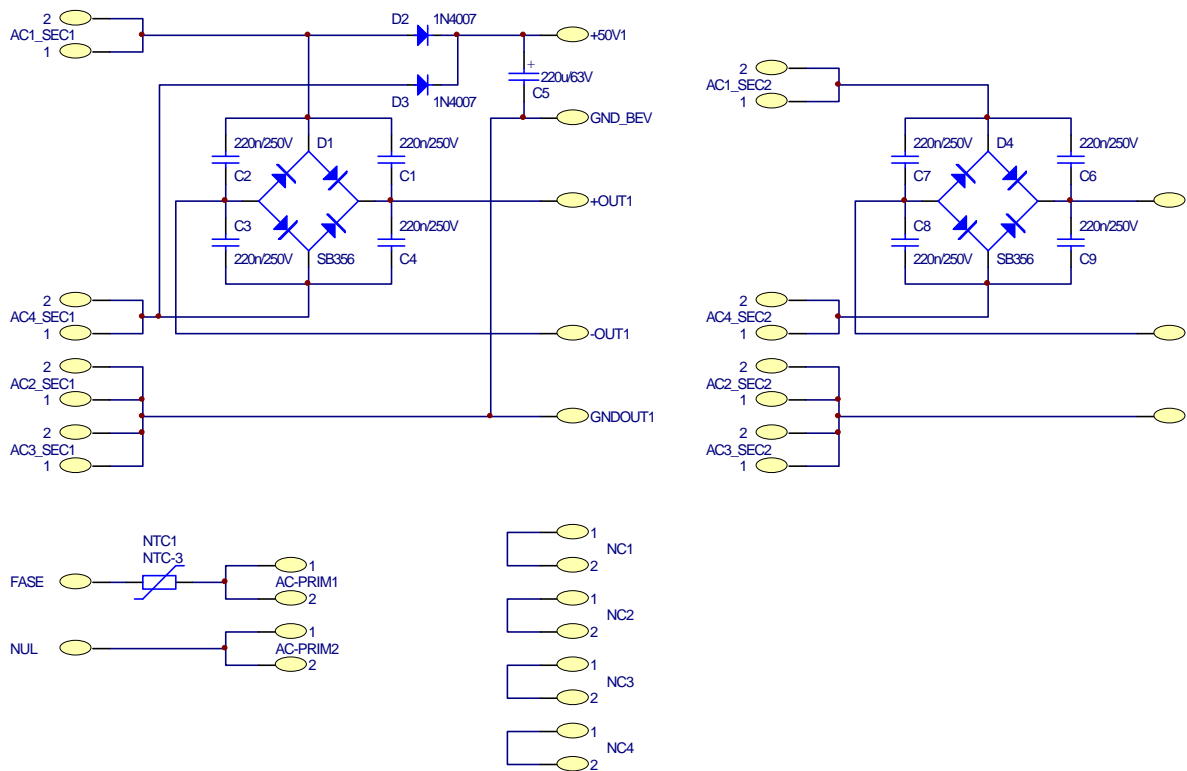 2
AC1_SEC1
1
D2
1N4007
+50V1
+
220u/63V
C5
D3
1N4007
GND_BEV
220n/250V
D1
220n/250V
C2
C1
+OUT1
C3
220n/250V
220n/250V
SB356
C4
2
AC4_SEC1
1
-OUT1
2
AC2_SEC1
1
GNDOUT1
2
AC3_SEC1
1
2
AC1_SEC2
1
220n/250V
D4
220n/250V
C7
C6
C8
220n/250V
220n/250V
SB356
C9
2
AC4_SEC2
1
2
AC2_SEC2
1
2
AC3_SEC2
1
NTC1
NTC-3
FASE
1
AC-PRIM1
2
NUL
1
AC-PRIM2
2
1
NC1
2
1
NC2
2
1
NC3
2
1
NC4
2